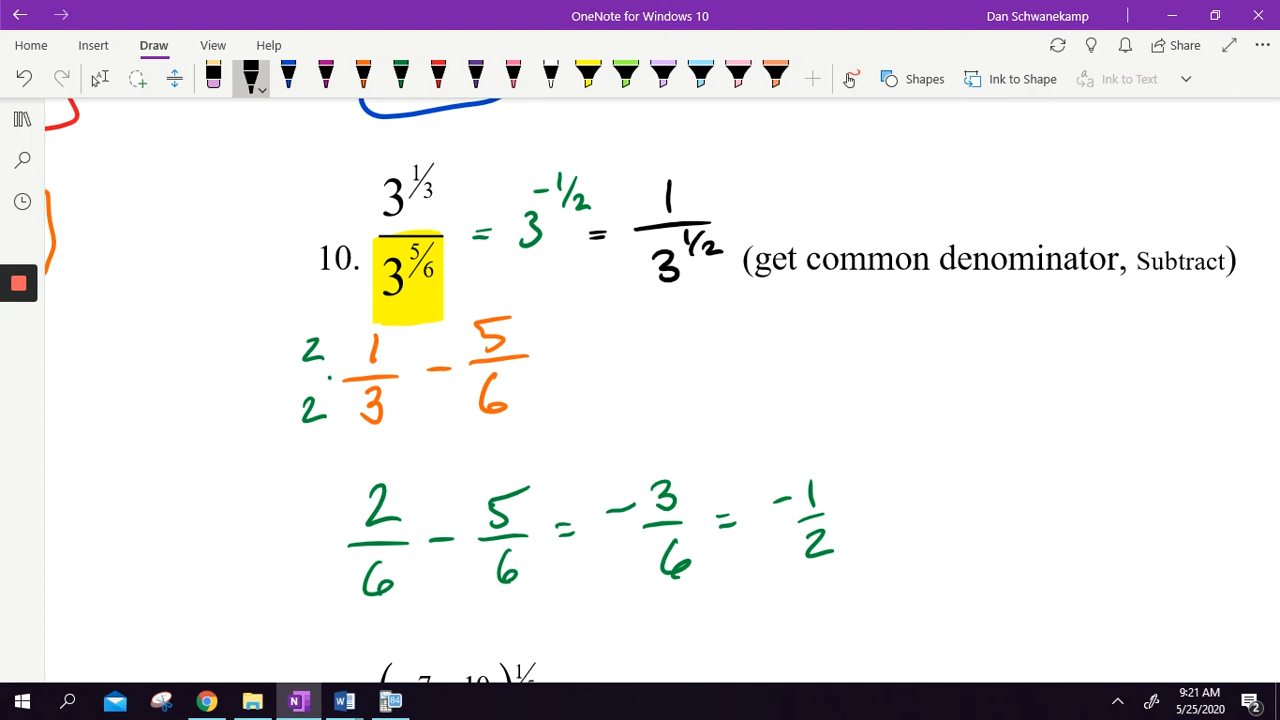 OneNote for Windows 10 Dan Schwanekamp
Home Insert Draw View Help Share
Shapes Ink to Shape Ink to Text
10. 3^(1/3) / 3^(5/6) = 3^(-1/2) = 1 / 3^(1/2) (get common denominator, Subtract)
2/2 · 1/3 − 5/6
2/6 − 5/6 = −3/6 = −1/2
9:21 AM
5/25/2020 2